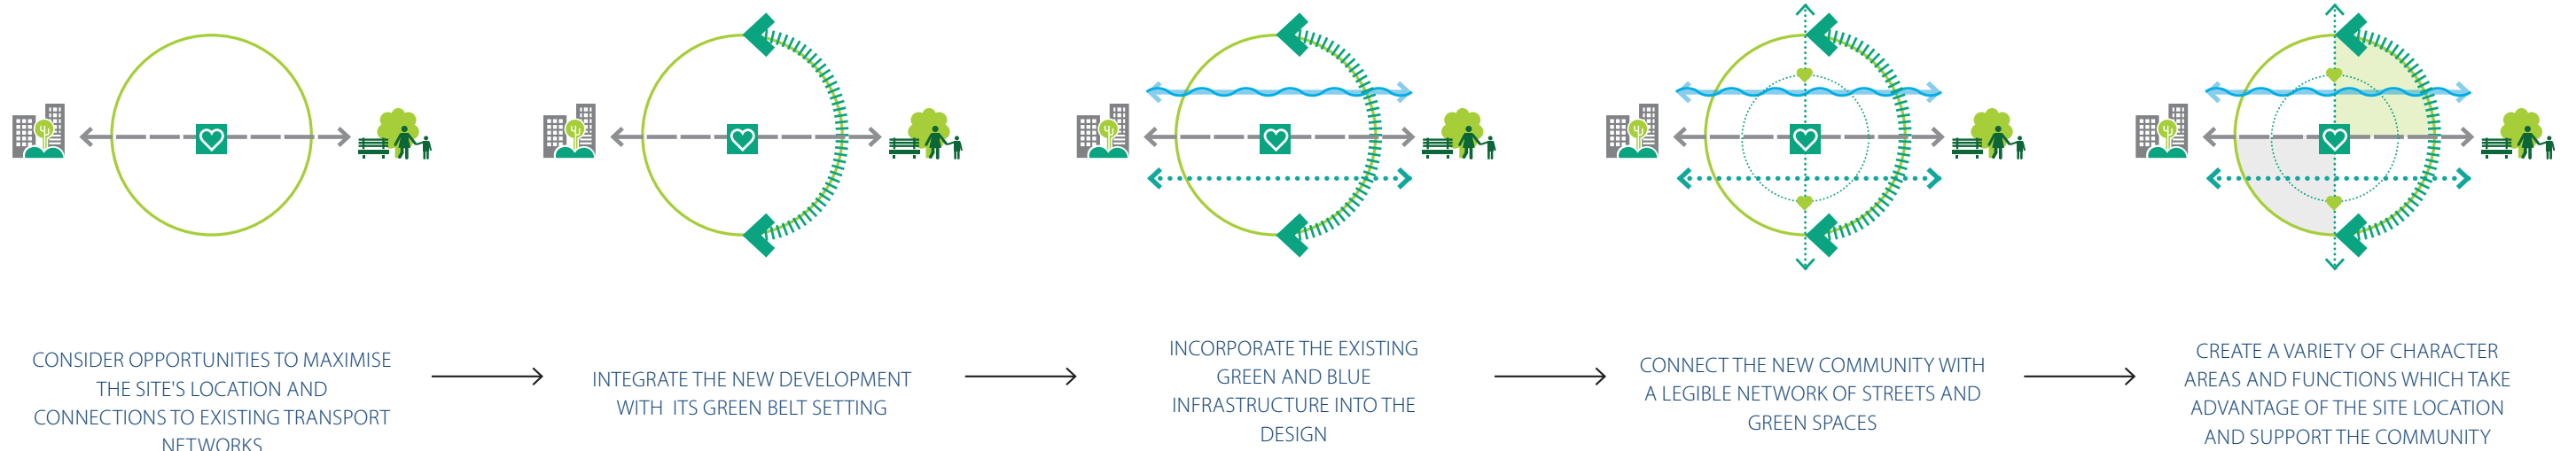 CONSIDER OPPORTUNITIES TO MAXIMISE
THE SITE'S LOCATION AND
CONNECTIONS TO EXISTING TRANSPORT
NETWORKS
INTEGRATE THE NEW DEVELOPMENT
WITH ITS GREEN BELT SETTING
INCORPORATE THE EXISTING
GREEN AND BLUE
INFRASTRUCTURE INTO THE
DESIGN
CONNECT THE NEW COMMUNITY WITH
A LEGIBLE NETWORK OF STREETS AND
GREEN SPACES
CREATE A VARIETY OF CHARACTER
AREAS AND FUNCTIONS WHICH TAKE
ADVANTAGE OF THE SITE LOCATION
AND SUPPORT THE COMMUNITY